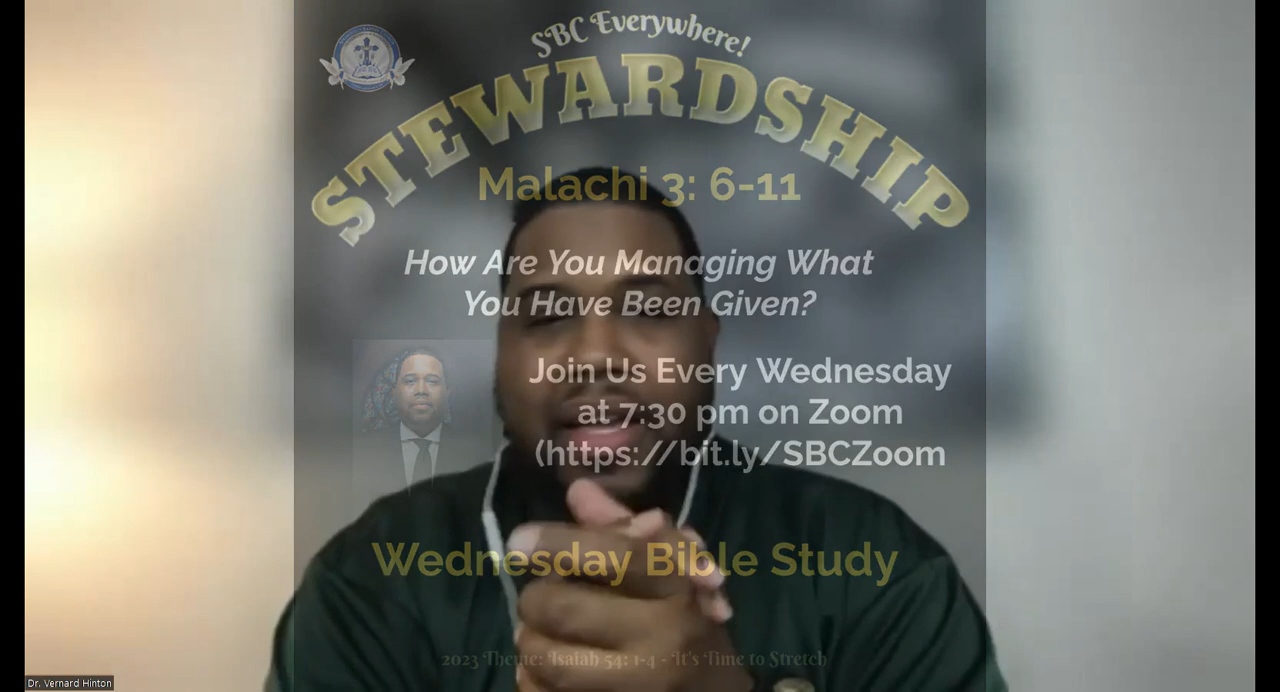 SBC Everywhere!
STEWARDSHIP
Malachi 3: 6-11
How Are You Managing What
You Have Been Given?
Join Us Every Wednesday
at 7:30 pm on Zoom
(https://bit.ly/SBCZoom
Wednesday Bible Study
2023 Theme: Isaiah 54: 1-4 - It's Time to Stretch
Dr. Vernard Hinton